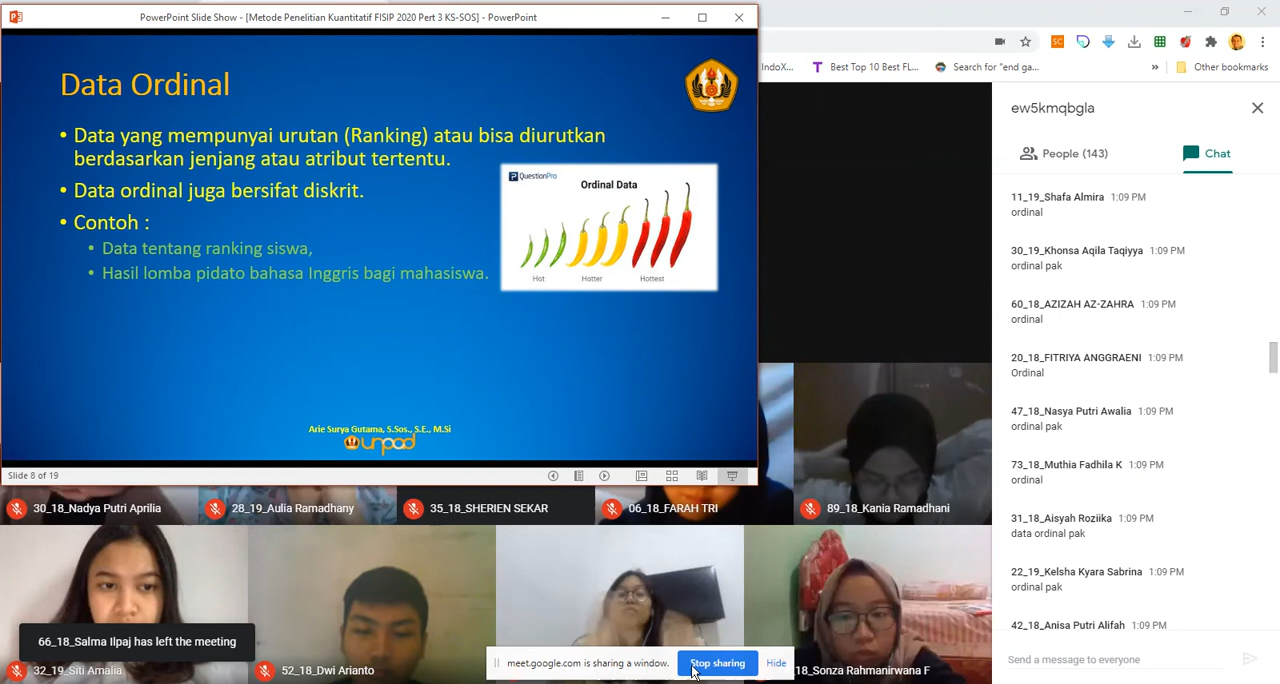 PowerPoint Slide Show - [Metode Penelitian Kuantitatif FISIP 2020 Pert 3 KS-SOS] - PowerPoint
Data Ordinal
• Data yang mempunyai urutan (Ranking) atau bisa diurutkan
berdasarkan jenjang atau atribut tertentu.
• Data ordinal juga bersifat diskrit.
• Contoh :
• Data tentang ranking siswa,
• Hasil lomba pidato bahasa Inggris bagi mahasiswa.
QuestionPro
Ordinal Data
Hot Hotter Hottest
Arie Surya Gutama, S.Sos., S.E., M.Si
unpad
Slide 8 of 19
IndoX... Best Top 10 Best FL... Search for "end ga... » Other bookmarks
ew5kmqbgla
People (143) Chat
11_19_Shafa Almira 1:09 PM
ordinal
30_19_Khonsa Aqila Taqiyya 1:09 PM
ordinal pak
60_18_AZIZAH AZ-ZAHRA 1:09 PM
ordinal
20_18_FITRIYA ANGGRAENI 1:09 PM
Ordinal
47_18_Nasya Putri Awalia 1:09 PM
ordinal pak
73_18_Muthia Fadhila K 1:09 PM
ordinal
31_18_Aisyah Roziika 1:09 PM
data ordinal pak
22_19_Kelsha Kyara Sabrina 1:09 PM
ordinal pak
42_18_Anisa Putri Alifah 1:09 PM
Send a message to everyone
30_18_Nadya Putri Aprilia
28_19_Aulia Ramadhany
35_18_SHERIEN SEKAR
06_18_FARAH TRI
89_18_Kania Ramadhani
66_18_Salma Ilpaj has left the meeting
32_19_Siti Amalia
52_18_Dwi Arianto
_18_Sonza Rahmanirwana F
meet.google.com is sharing a window. Stop sharing Hide